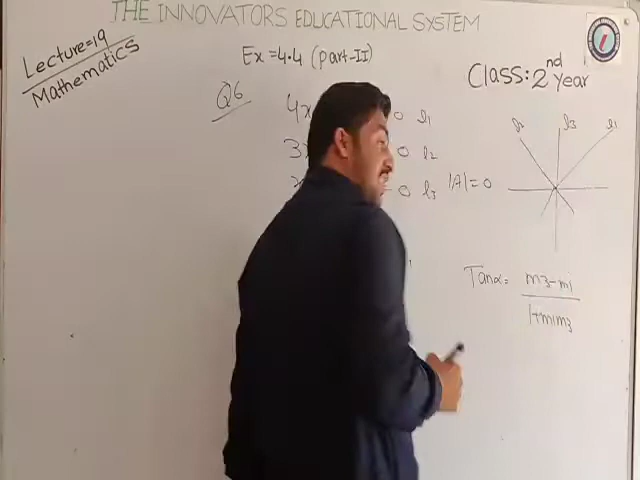 THE INNOVATORS EDUCATIONAL SYSTEM
Lecture=19
Mathematics
Ex =4.4 (part-II)
Class: 2nd year
Q6
4x 0 l1
3x 0 l2
x = 0 l3 |A|=0
l2 l3 l1
Tanα= m3-m1
1+m1m3